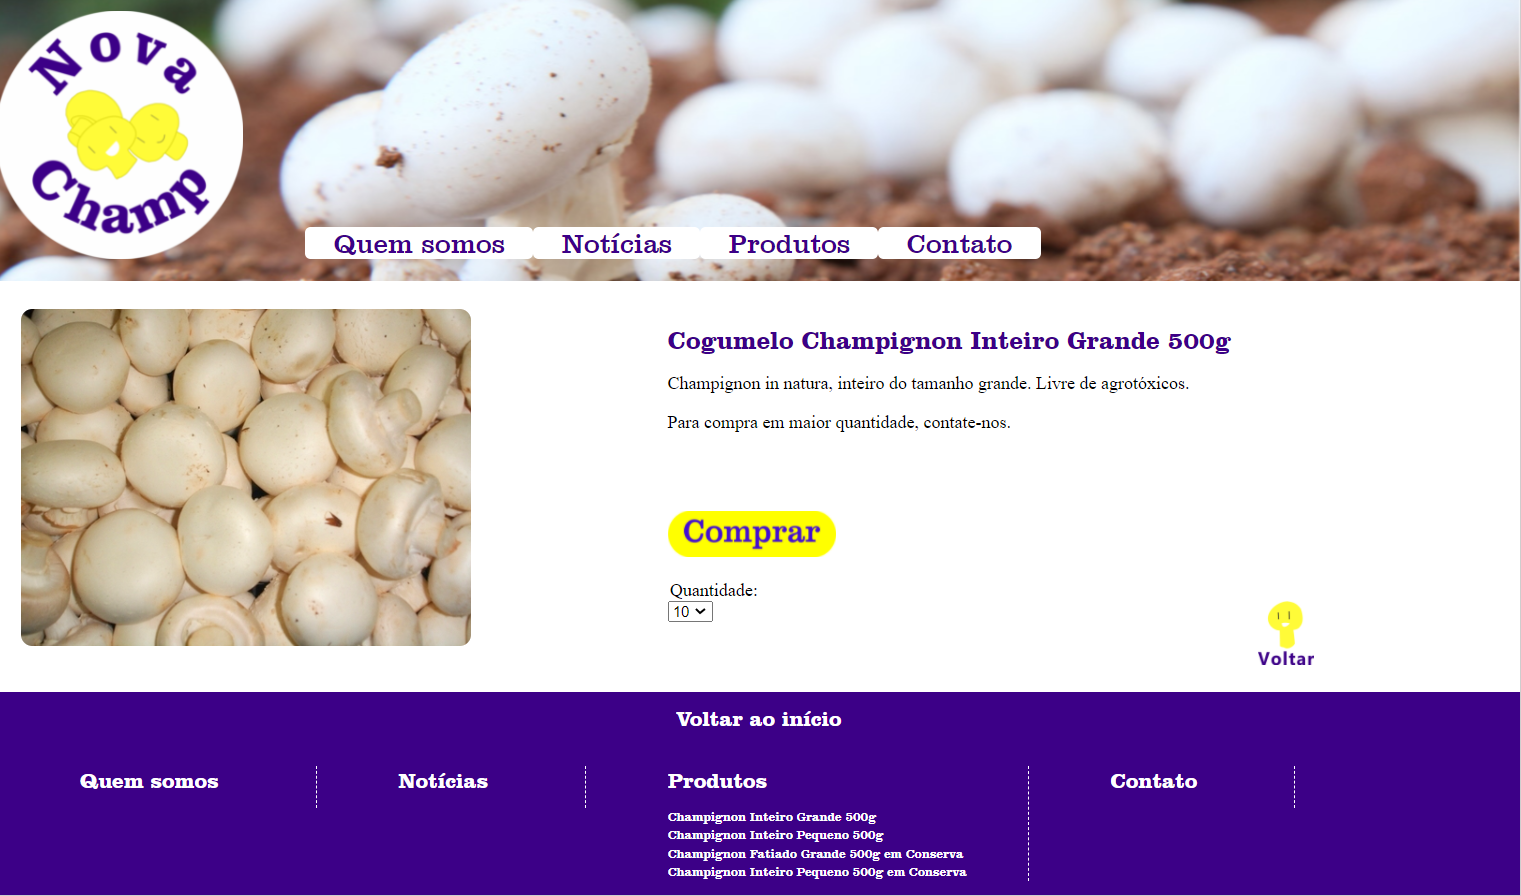 Nova
Champ
Quem somos
Notícias
Produtos
Contato
Cogumelo Champignon Inteiro Grande 500g
Champignon in natura, inteiro do tamanho grande. Livre de agrotóxicos.
Para compra em maior quantidade, contate-nos.
Comprar
Quantidade:
10
Voltar
Voltar ao início
Quem somos
Notícias
Produtos
Champignon Inteiro Grande 500g
Champignon Inteiro Pequeno 500g
Champignon Fatiado Grande 500g em Conserva
Champignon Inteiro Pequeno 500g em Conserva
Contato